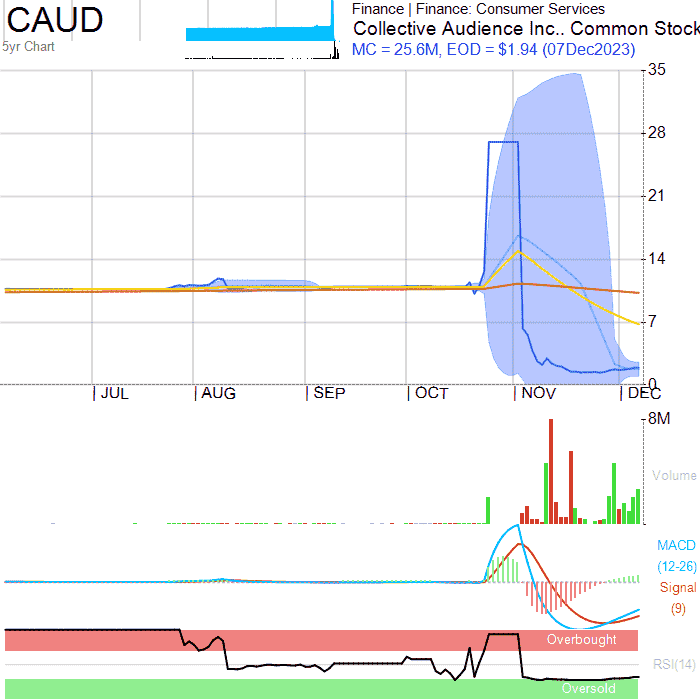 CAUD
5yr Chart
Finance | Finance: Consumer Services
Collective Audience Inc.. Common Stock
MC = 25.6M, EOD = $1.94 (07Dec2023)
35
28
21
14
7
0
JUL AUG SEP OCT NOV DEC
8M
Volume
MACD
(12-26)
Signal
(9)
Overbought
RSI(14)
Oversold